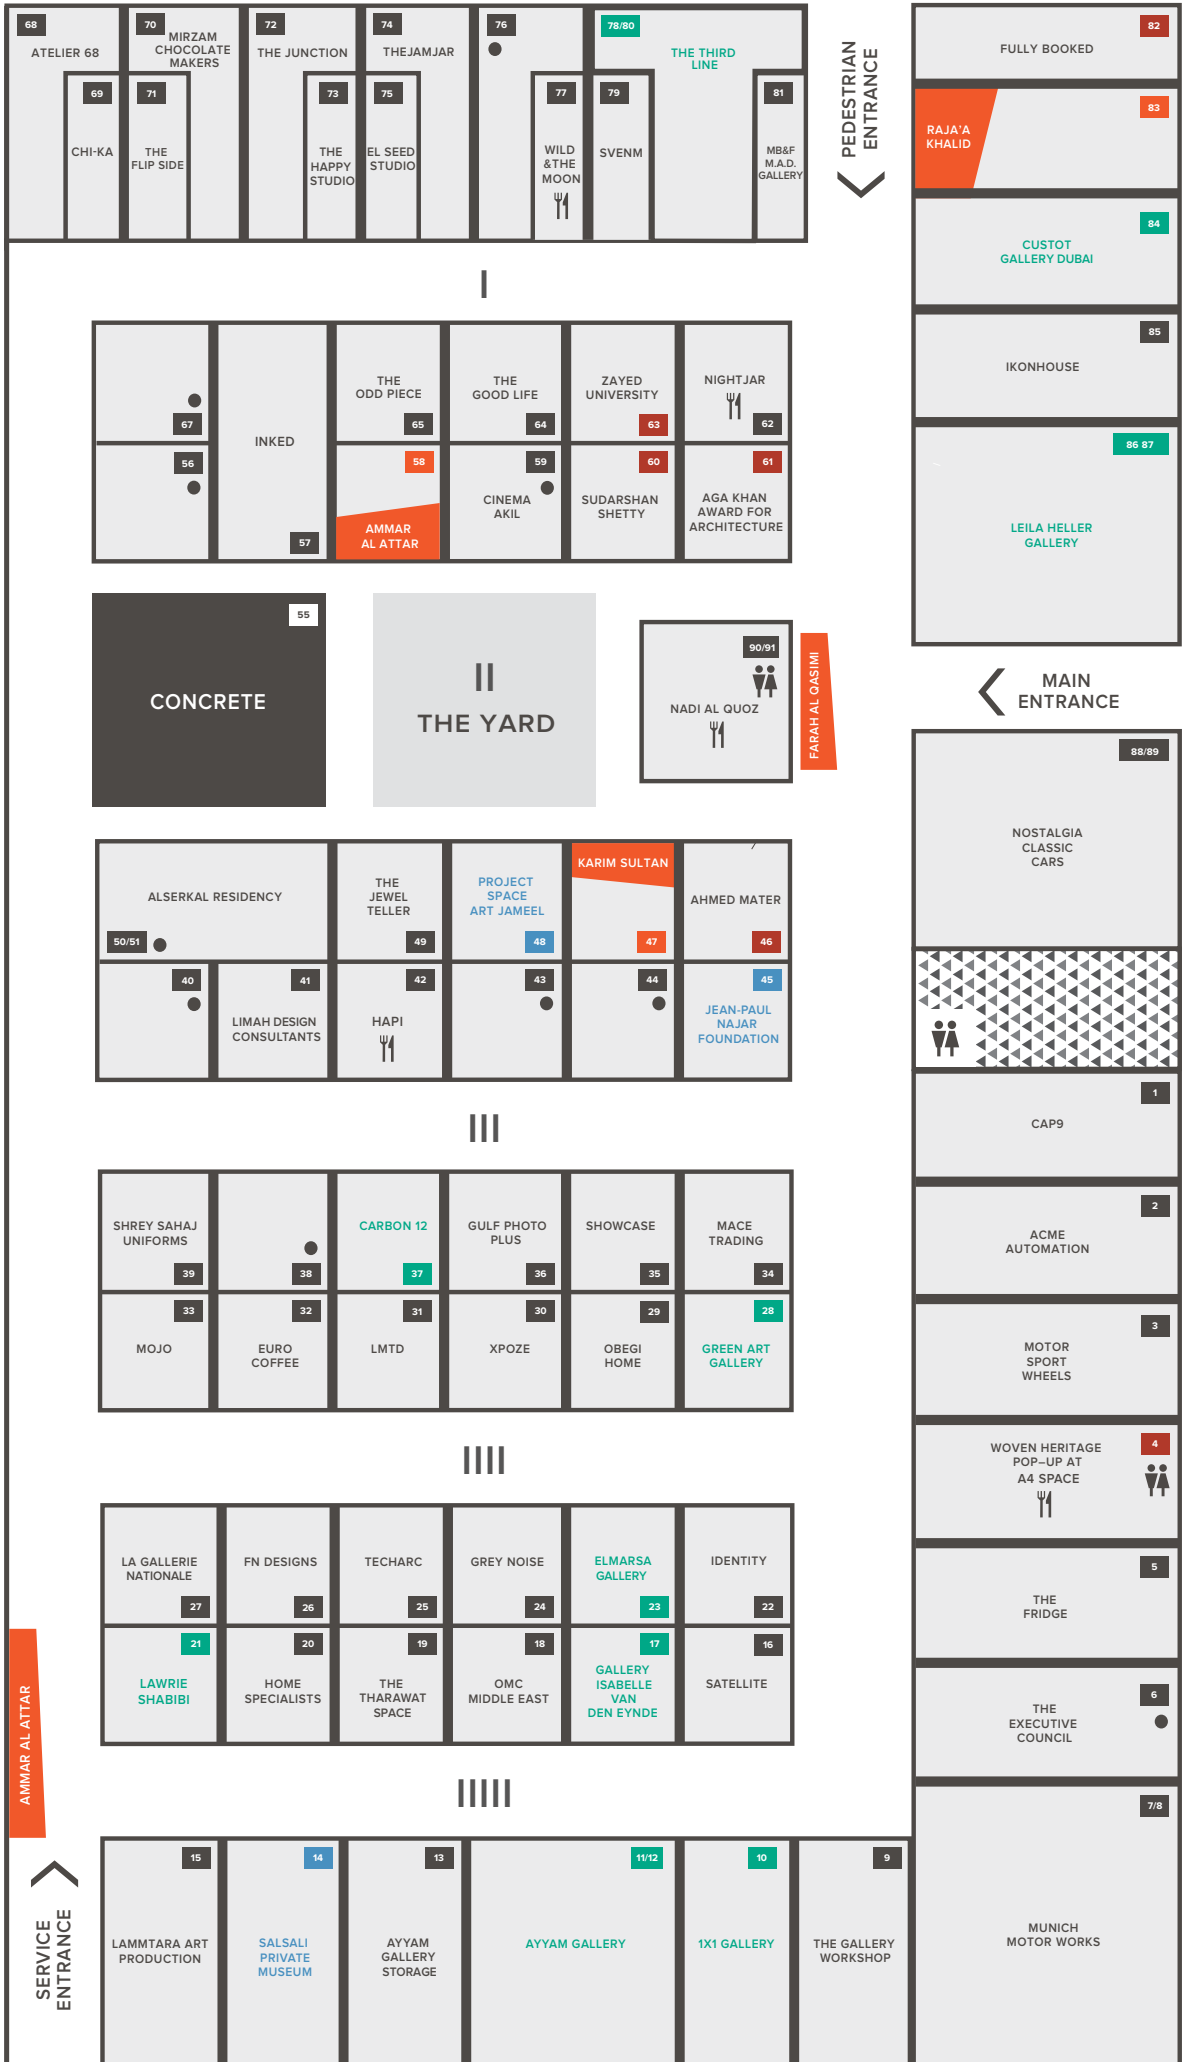 68
ATELIER 68
69
CHI-KA
70
MIRZAM
CHOCOLATE
MAKERS
71
THE
FLIP SIDE
72
THE JUNCTION
73
THE
HAPPY
STUDIO
74
THEJAMJAR
75
EL SEED
STUDIO
76
77
WILD
&THE
MOON
78/80
THE THIRD
LINE
79
SVENM
81
MB&F
M.A.D.
GALLERY
PEDESTRIAN
ENTRANCE
82
FULLY BOOKED
83
RAJA'A
KHALID
84
CUSTOT
GALLERY DUBAI
85
IKONHOUSE
86 87
LEILA HELLER
GALLERY
I
67
56
INKED
57
THE
ODD PIECE
65
58
AMMAR
AL ATTAR
THE
GOOD LIFE
64
59
CINEMA
AKIL
ZAYED
UNIVERSITY
63
60
SUDARSHAN
SHETTY
NIGHTJAR
62
61
AGA KHAN
AWARD FOR
ARCHITECTURE
55
CONCRETE
II
THE YARD
90/91
NADI AL QUOZ
FARAH AL QASIMI
MAIN
ENTRANCE
88/89
NOSTALGIA
CLASSIC
CARS
ALSERKAL RESIDENCY
50/51
THE
JEWEL
TELLER
49
PROJECT
SPACE
ART JAMEEL
48
KARIM SULTAN
47
AHMED MATER
46
40
41
LIMAH DESIGN
CONSULTANTS
42
HAPI
43
44
45
JEAN-PAUL
NAJAR
FOUNDATION
III
1
CAP9
2
ACME
AUTOMATION
3
MOTOR
SPORT
WHEELS
4
WOVEN HERITAGE
POP–UP AT
A4 SPACE
5
THE
FRIDGE
6
THE
EXECUTIVE
COUNCIL
7/8
MUNICH
MOTOR WORKS
SHREY SAHAJ
UNIFORMS
39
38
CARBON 12
37
GULF PHOTO
PLUS
36
SHOWCASE
35
MACE
TRADING
34
33
MOJO
32
EURO
COFFEE
31
LMTD
30
XPOZE
29
OBEGI
HOME
28
GREEN ART
GALLERY
IIII
LA GALLERIE
NATIONALE
27
FN DESIGNS
26
TECHARC
25
GREY NOISE
24
ELMARSA
GALLERY
23
IDENTITY
22
21
LAWRIE
SHABIBI
20
HOME
SPECIALISTS
19
THE
THARAWAT
SPACE
18
OMC
MIDDLE EAST
17
GALLERY
ISABELLE
VAN
DEN EYNDE
16
SATELLITE
AMMAR AL ATTAR
IIIII
SERVICE
ENTRANCE
15
LAMMTARA ART
PRODUCTION
14
SALSALI
PRIVATE
MUSEUM
13
AYYAM
GALLERY
STORAGE
11/12
AYYAM GALLERY
10
1X1 GALLERY
9
THE GALLERY
WORKSHOP